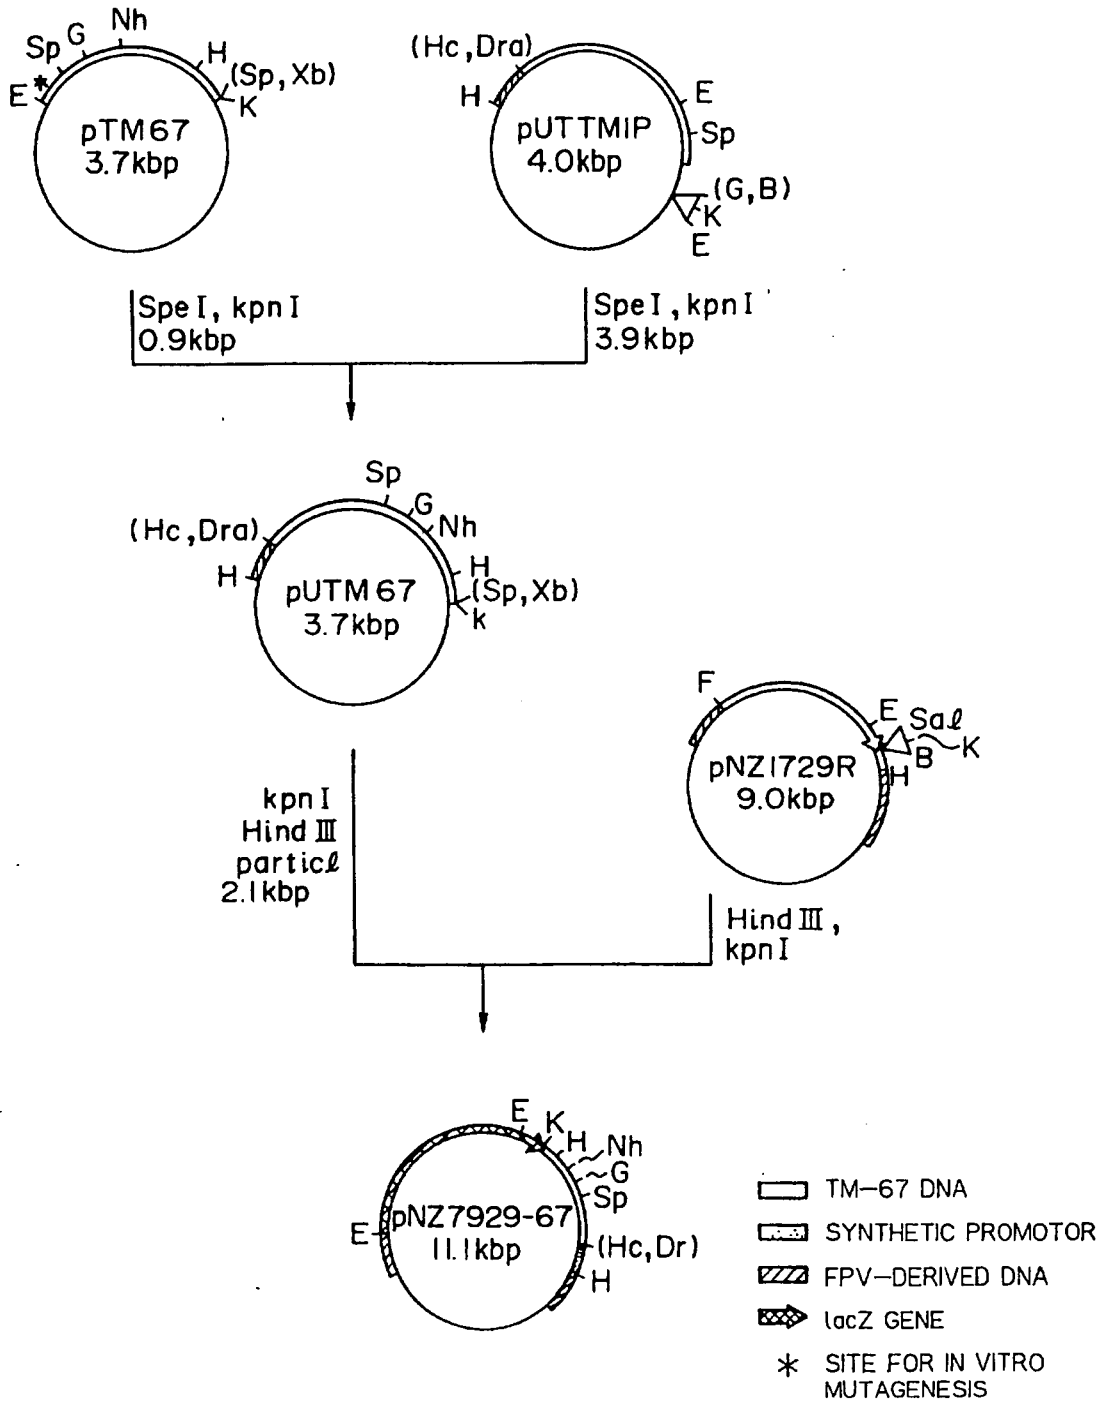 Nh
G
Sp
H
(Sp, Xb)
*
E
K
pTM67
3.7kbp
(Hc, Dra)
H
E
Sp
pUTTM1P
4.0kbp
(G,B)
K
E
SpeI, kpnI
0.9kbp
SpeI, kpnI
3.9kbp
Sp
G
Nh
(Hc,Dra)
H
H
(Sp,Xb)
k
pUTM67
3.7kbp
F
E
Sal
K
B
H
pNZ1729R
9.0kbp
kpnI
Hind III
particl
2.1kbp
Hind III,
kpnI
E
K
H
Nh
G
Sp
E
pNZ7929-67
11.1kbp
(Hc,Dr)
H
TM-67 DNA
SYNTHETIC PROMOTOR
FPV-DERIVED DNA
lacZ GENE
* SITE FOR IN VITRO
MUTAGENESIS